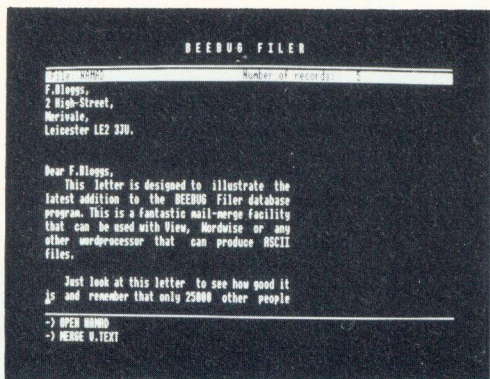 BEEBUG FILER
File: NAMAD Number of records: 5
F.Bloggs,
2 High-Street,
Merivale,
Leicester LE2 3JU.
Dear F.Bloggs,
This letter is designed to illustrate the
latest addition to the BEEBUG Filer database
program. This is a fantastic mail-merge facility
that can be used with View, Wordwise or any
other wordprocessor that can produce ASCII
files.
Just look at this letter to see how good it
is and remember that only 25000 other people
-> OPEN NAMAD
-> MERGE V.TEXT